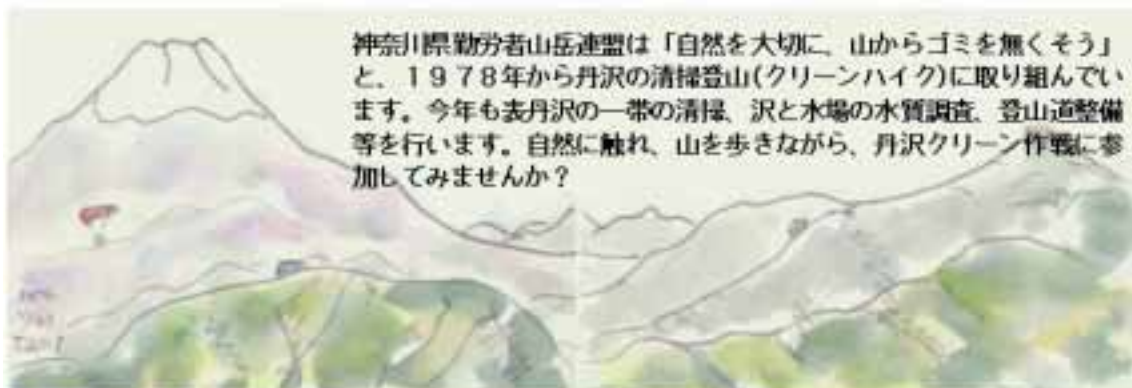 神奈川県勤労者山岳連盟は「自然を大切に、山からゴミを無くそう」
と、１９７８年から丹沢の清掃登山(クリーンハイク)に取り組んでい
ます。今年も表丹沢の一帯の清掃、沢と水場の水質調査、登山道整備
等を行います。自然に触れ、山を歩きながら、丹沢クリーン作戦に参
加してみませんか？